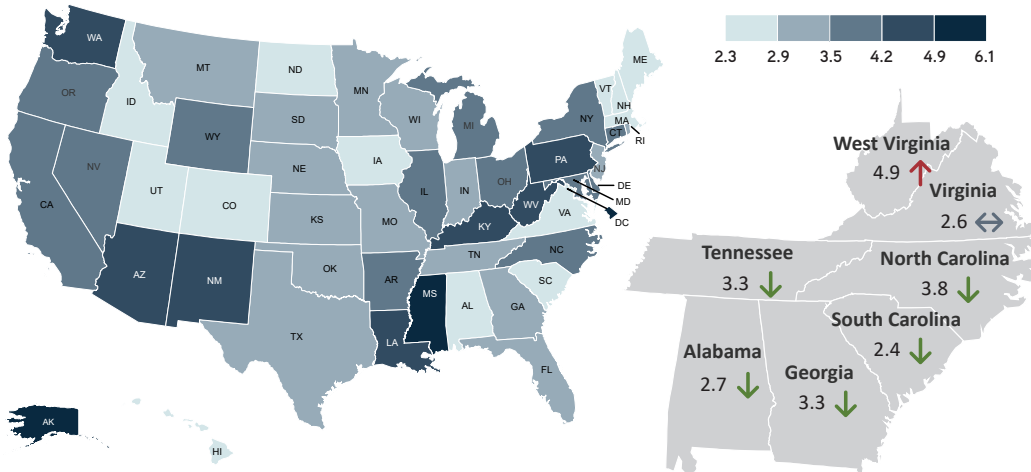 WA
MT
ND
MN
ME
VT
NH
MA
RI
CT
NY
OR
ID
WY
SD
WI
MI
PA
NJ
DE
MD
DC
NV
UT
CO
NE
IA
IL
IN
OH
WV
VA
KY
CA
KS
MO
TN
NC
AZ
NM
OK
AR
MS
AL
GA
SC
TX
LA
FL
AK
HI
2.3 2.9 3.5 4.2 4.9 6.1
West Virginia
4.9
Virginia
2.6
Tennessee
3.3
North Carolina
3.8
South Carolina
2.4
Alabama
2.7
Georgia
3.3